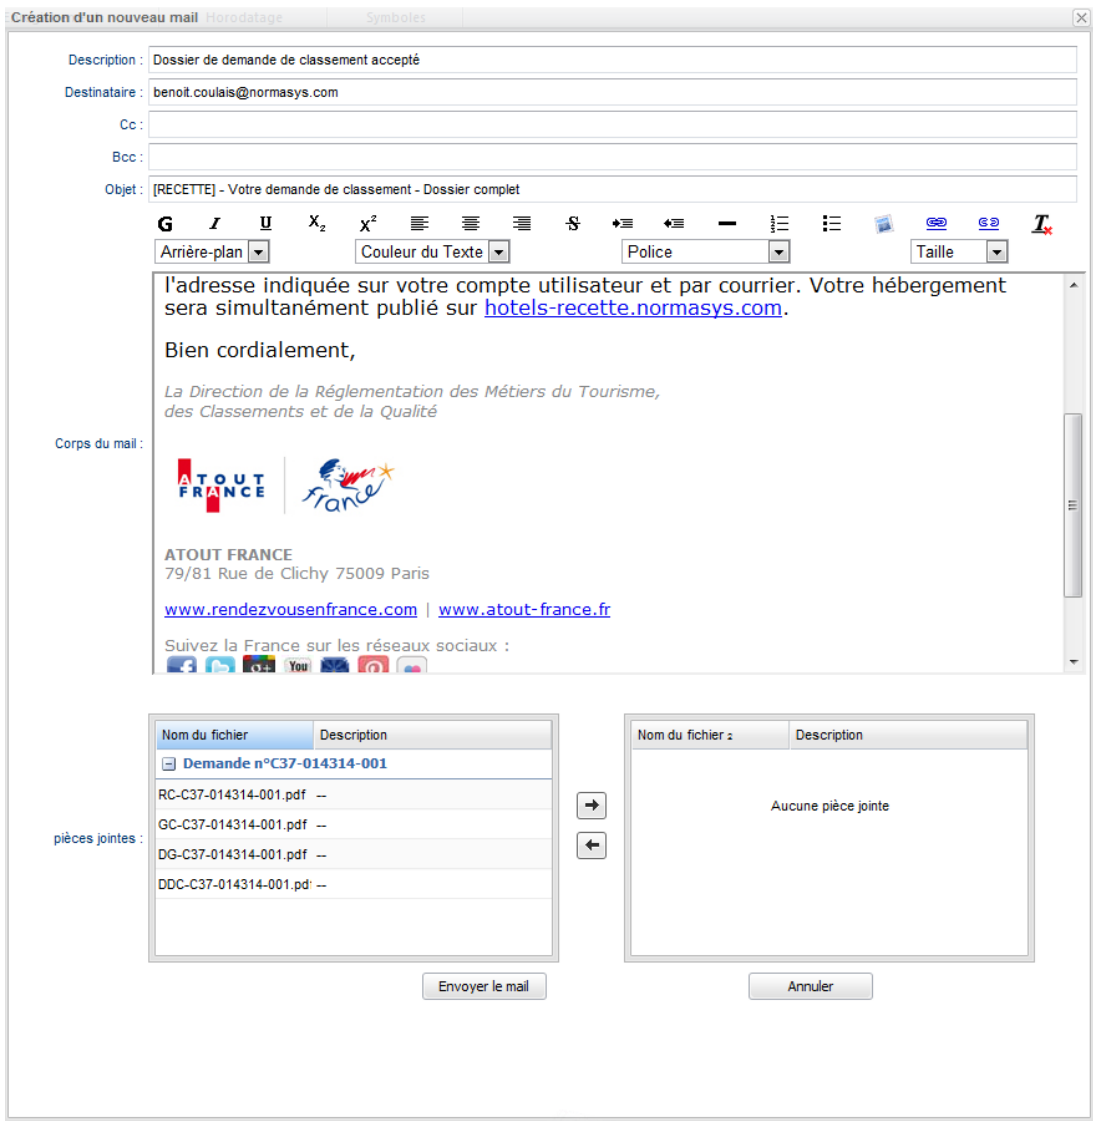 Création d'un nouveau mail Horodatage Symboles
Description : Dossier de demande de classement accepté
Destinataire : benoit.coulais@normasys.com
Cc :
Bcc :
Objet : [RECETTE] - Votre demande de classement - Dossier complet
G I U X2 X2 S T
Arrière-plan Couleur du Texte Police Taille
l'adresse indiquée sur votre compte utilisateur et par courrier. Votre hébergement
sera simultanément publié sur hotels-recette.normasys.com.
Bien cordialement,
La Direction de la Réglementation des Métiers du Tourisme,
des Classements et de la Qualité
Corps du mail :
ATOUT
FRANCE
france
ATOUT FRANCE
79/81 Rue de Clichy 75009 Paris
www.rendezvousenfrance.com | www.atout-france.fr
Suivez la France sur les réseaux sociaux :
f g+ You
Nom du fichier Description
Nom du fichier Description
Demande n°C37-014314-001
RC-C37-014314-001.pdf --
Aucune pièce jointe
GC-C37-014314-001.pdf --
pièces jointes :
DG-C37-014314-001.pdf --
DDC-C37-014314-001.pd --
Envoyer le mail Annuler